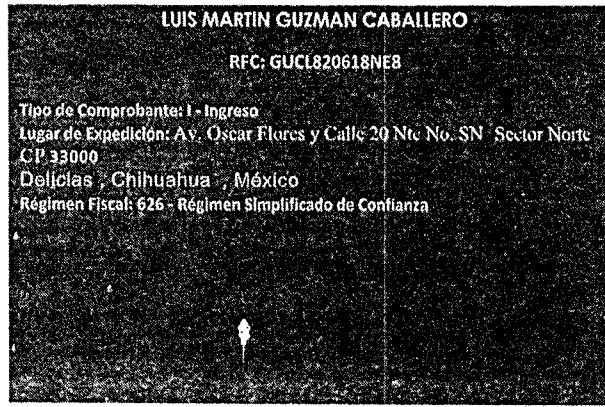 LUIS MARTIN GUZMAN CABALLERO
RFC: GUCL820618NE8
Tipo de Comprobante: I - Ingreso
Lugar de Expedición: Av. Oscar Flores y Calle 20 Nte No. SN Sector Norte
CP 33000
Delicias , Chihuahua , México
Régimen Fiscal: 626 - Régimen Simplificado de Confianza